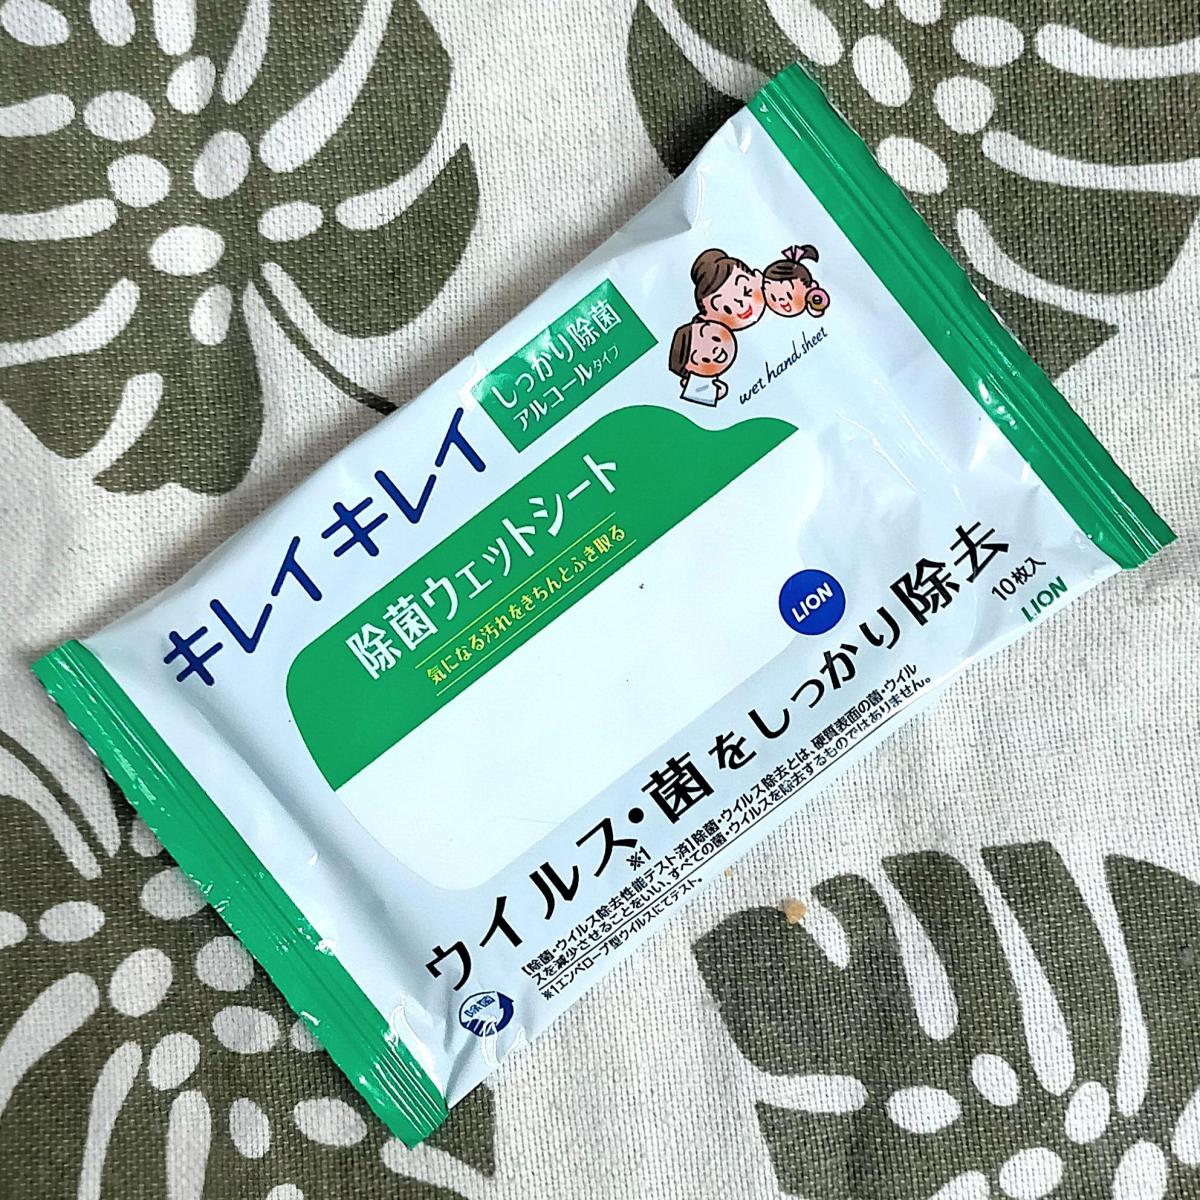 キレイキレイ
しっかり除菌
アルコールタイプ
wet hand sheet
除菌ウェットシート
気になる汚れをきちんとふき取る
LION
ウイルス・菌をしっかり除去
※1
10枚入
LION
【除菌・ウイルス除去性能テスト済】除菌・ウイルス除去とは、硬質表面の菌・ウイル
スを減少させることをいい、すべての菌・ウイルスを除去するものではありません。
※1エンベロープ型ウイルスにてテスト。
除菌